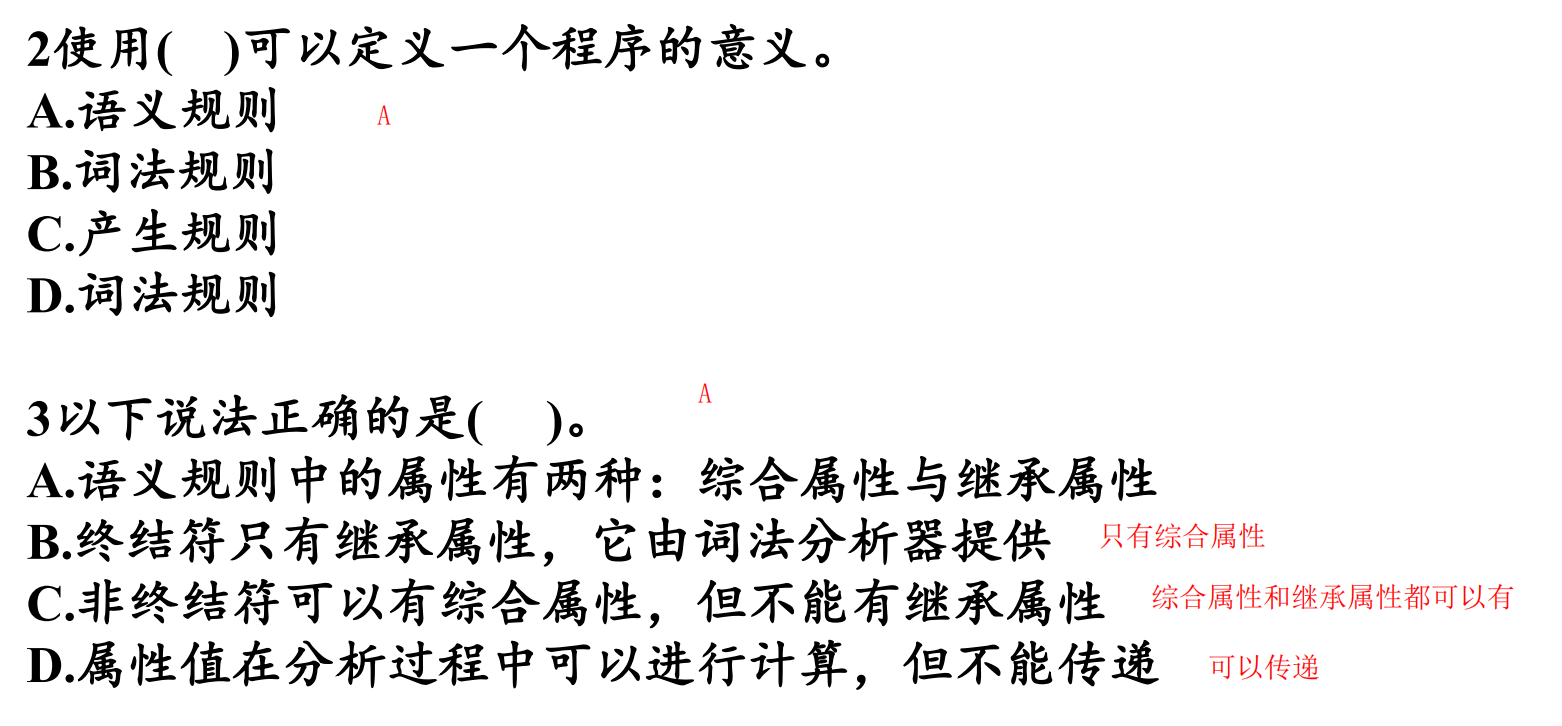 2使用(  )可以定义一个程序的意义。
A.语义规则
A
B.词法规则
C.产生规则
D.词法规则
A
3以下说法正确的是(  )。
A.语义规则中的属性有两种：综合属性与继承属性
B.终结符只有继承属性，它由词法分析器提供
只有综合属性
C.非终结符可以有综合属性，但不能有继承属性
综合属性和继承属性都可以有
D.属性值在分析过程中可以进行计算，但不能传递
可以传递